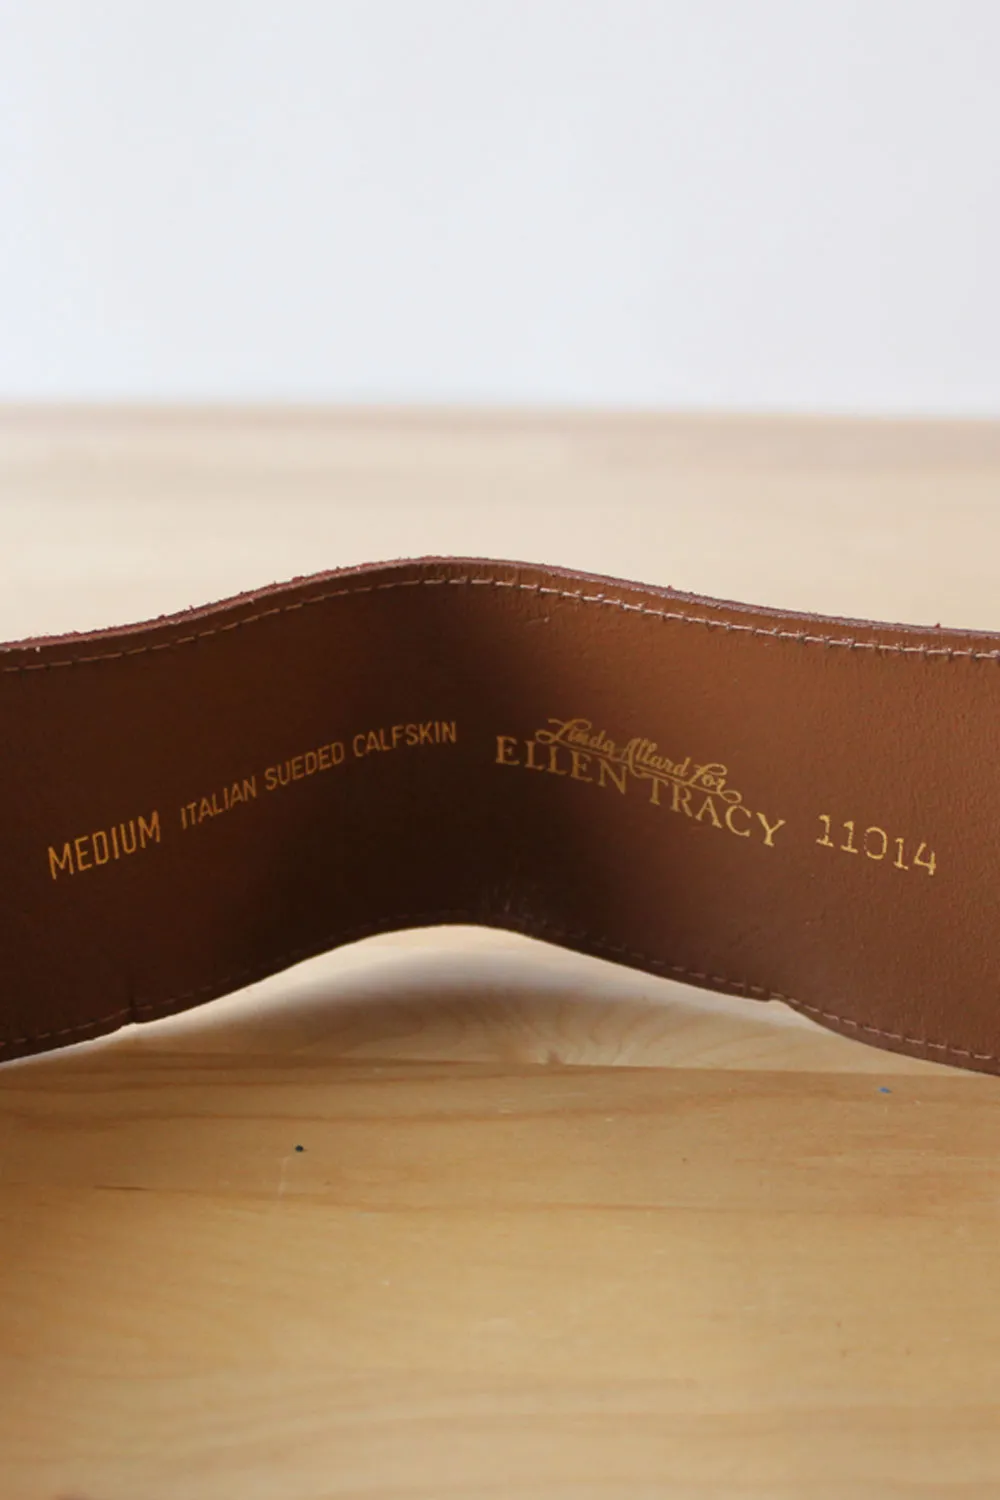 MEDIUM ITALIAN SUEDED CALFSKIN
Linda Allard for
ELLEN TRACY 11014